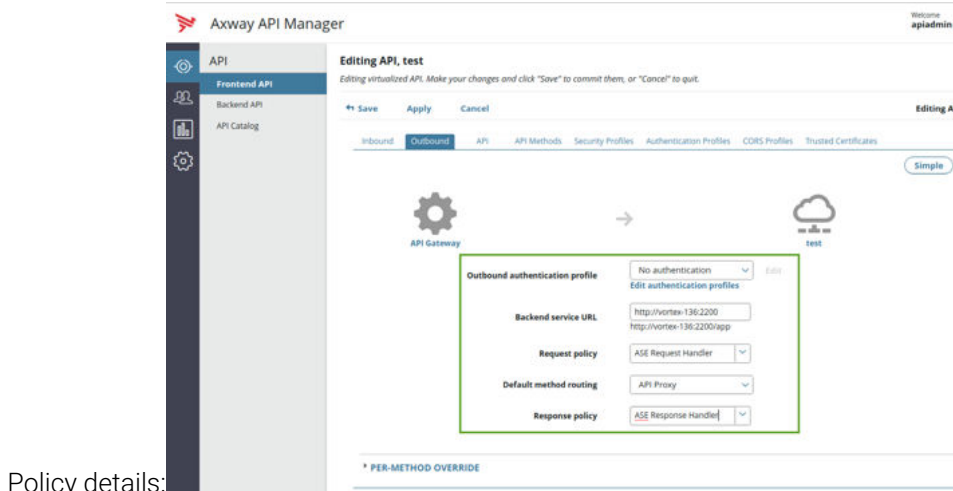 Axway API Manager
Welcome
apiadmin
API
Frontend API
Backend API
API Catalog
Editing API, test
Editing virtualized API. Make your changes and click "Save" to commit them, or "Cancel" to quit.
Save Apply Cancel Editing A
Inbound Outbound API API Methods Security Profiles Authentication Profiles CORS Profiles Trusted Certificates
Simple
API Gateway test
Outbound authentication profile No authentication Edit
Edit authentication profiles
Backend service URL http://vortex-136:2200
http://vortex-136:2200/app
Request policy ASE Request Handler
Default method routing API Proxy
Response policy ASE Response Handler
PER-METHOD OVERRIDE
Policy details: